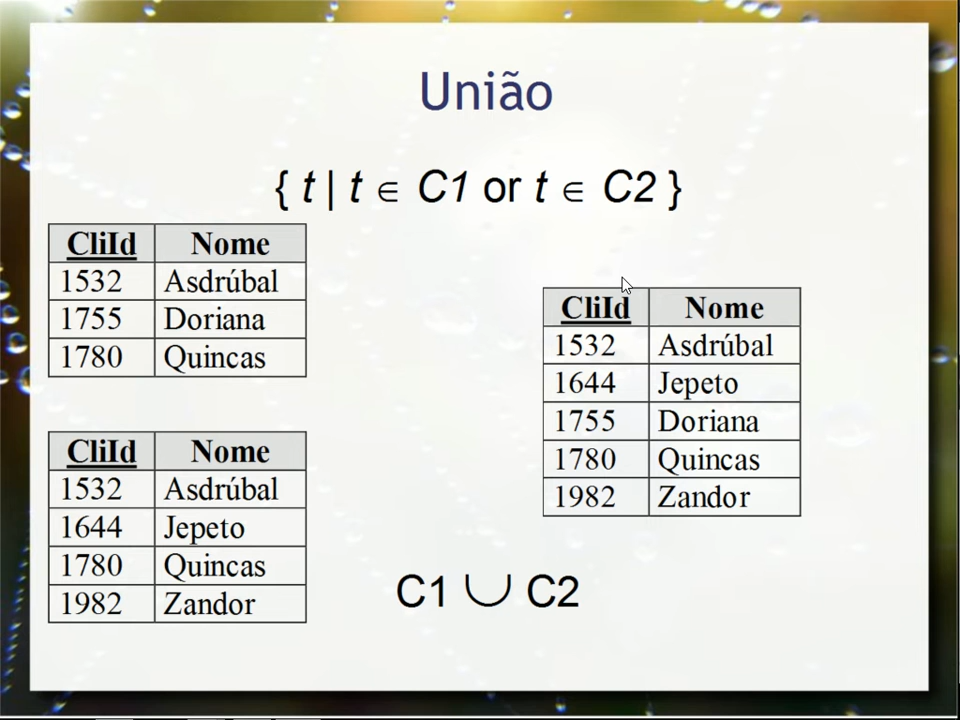 União
{ t | t ∈ C1 or t ∈ C2 }
CliId Nome
1532 Asdrúbal
1755 Doriana
1780 Quincas
CliId Nome
1532 Asdrúbal
1644 Jepeto
1780 Quincas
1982 Zandor
CliId Nome
1532 Asdrúbal
1644 Jepeto
1755 Doriana
1780 Quincas
1982 Zandor
C1 ∪ C2